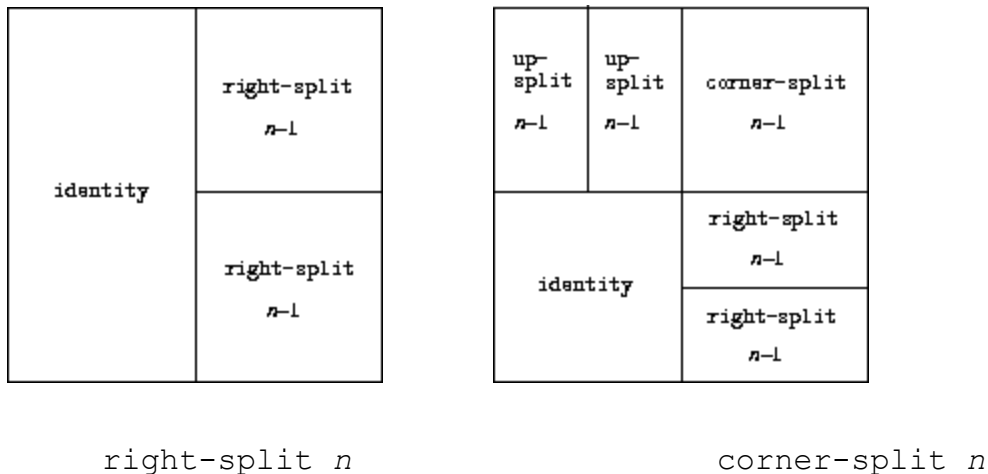 identity
right-split
n–1
right-split
n–1
up-
split
n–1
up-
split
n–1
corner-split
n–1
identity
right-split
n–1
right-split
n–1
right-split n
corner-split n